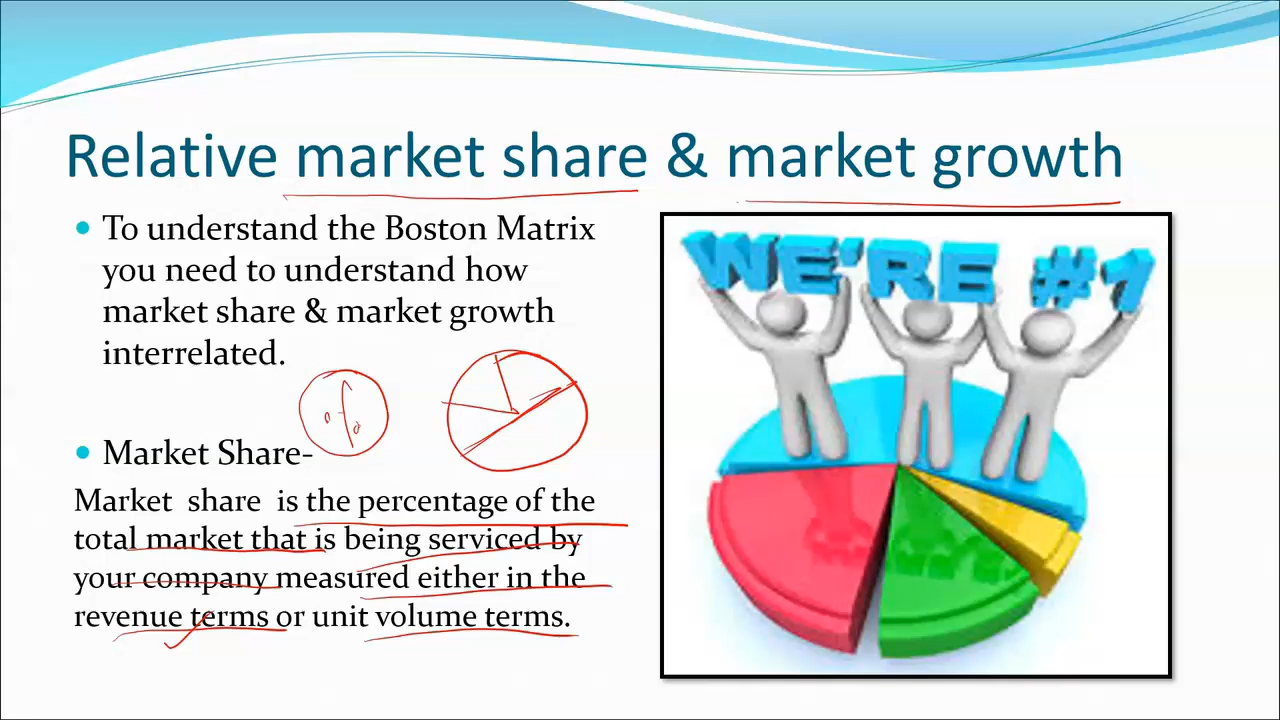 Relative market share & market growth
To understand the Boston Matrix
you need to understand how
market share & market growth
interrelated.
Market Share-
Market share is the percentage of the
total market that is being serviced by
your company measured either in the
revenue terms or unit volume terms.
WE'RE #1